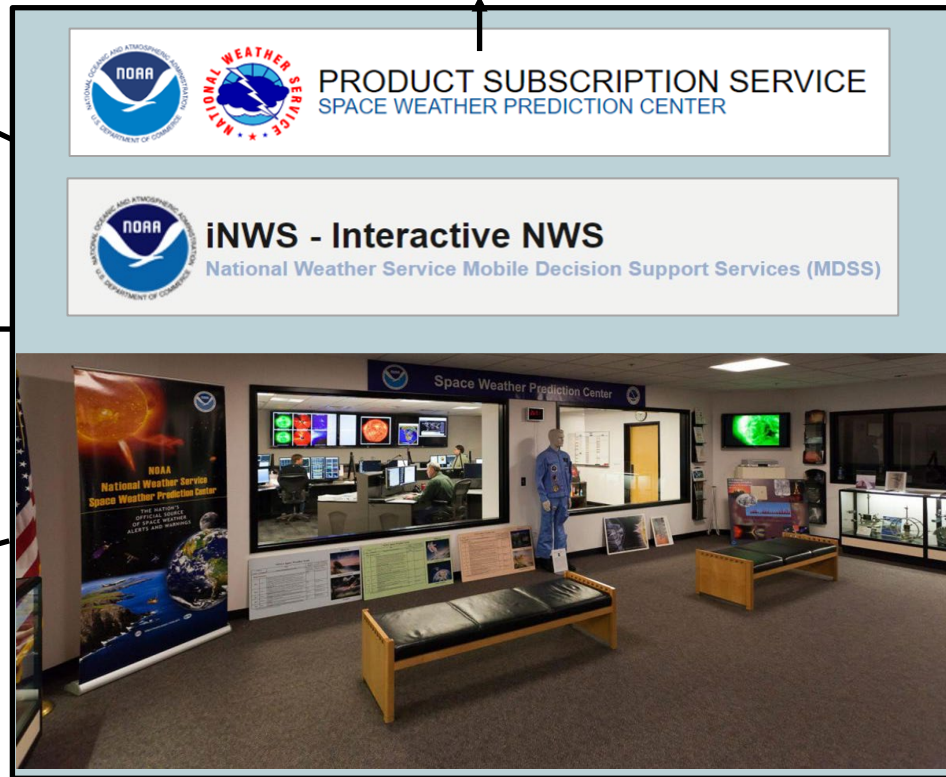 NATIONAL OCEANIC AND ATMOSPHERIC ADMINISTRATION
NOAA
U.S. DEPARTMENT OF COMMERCE
NATIONAL WEATHER SERVICE
PRODUCT SUBSCRIPTION SERVICE
SPACE WEATHER PREDICTION CENTER
NATIONAL OCEANIC AND ATMOSPHERIC ADMINISTRATION
NOAA
U.S. DEPARTMENT OF COMMERCE
iNWS - Interactive NWS
National Weather Service Mobile Decision Support Services (MDSS)
Space Weather Prediction Center
NOAA
National Weather Service
Space Weather Prediction Center
THE NATION'S
OFFICIAL SOURCE
OF SPACE WEATHER
ALERTS AND WARNINGS